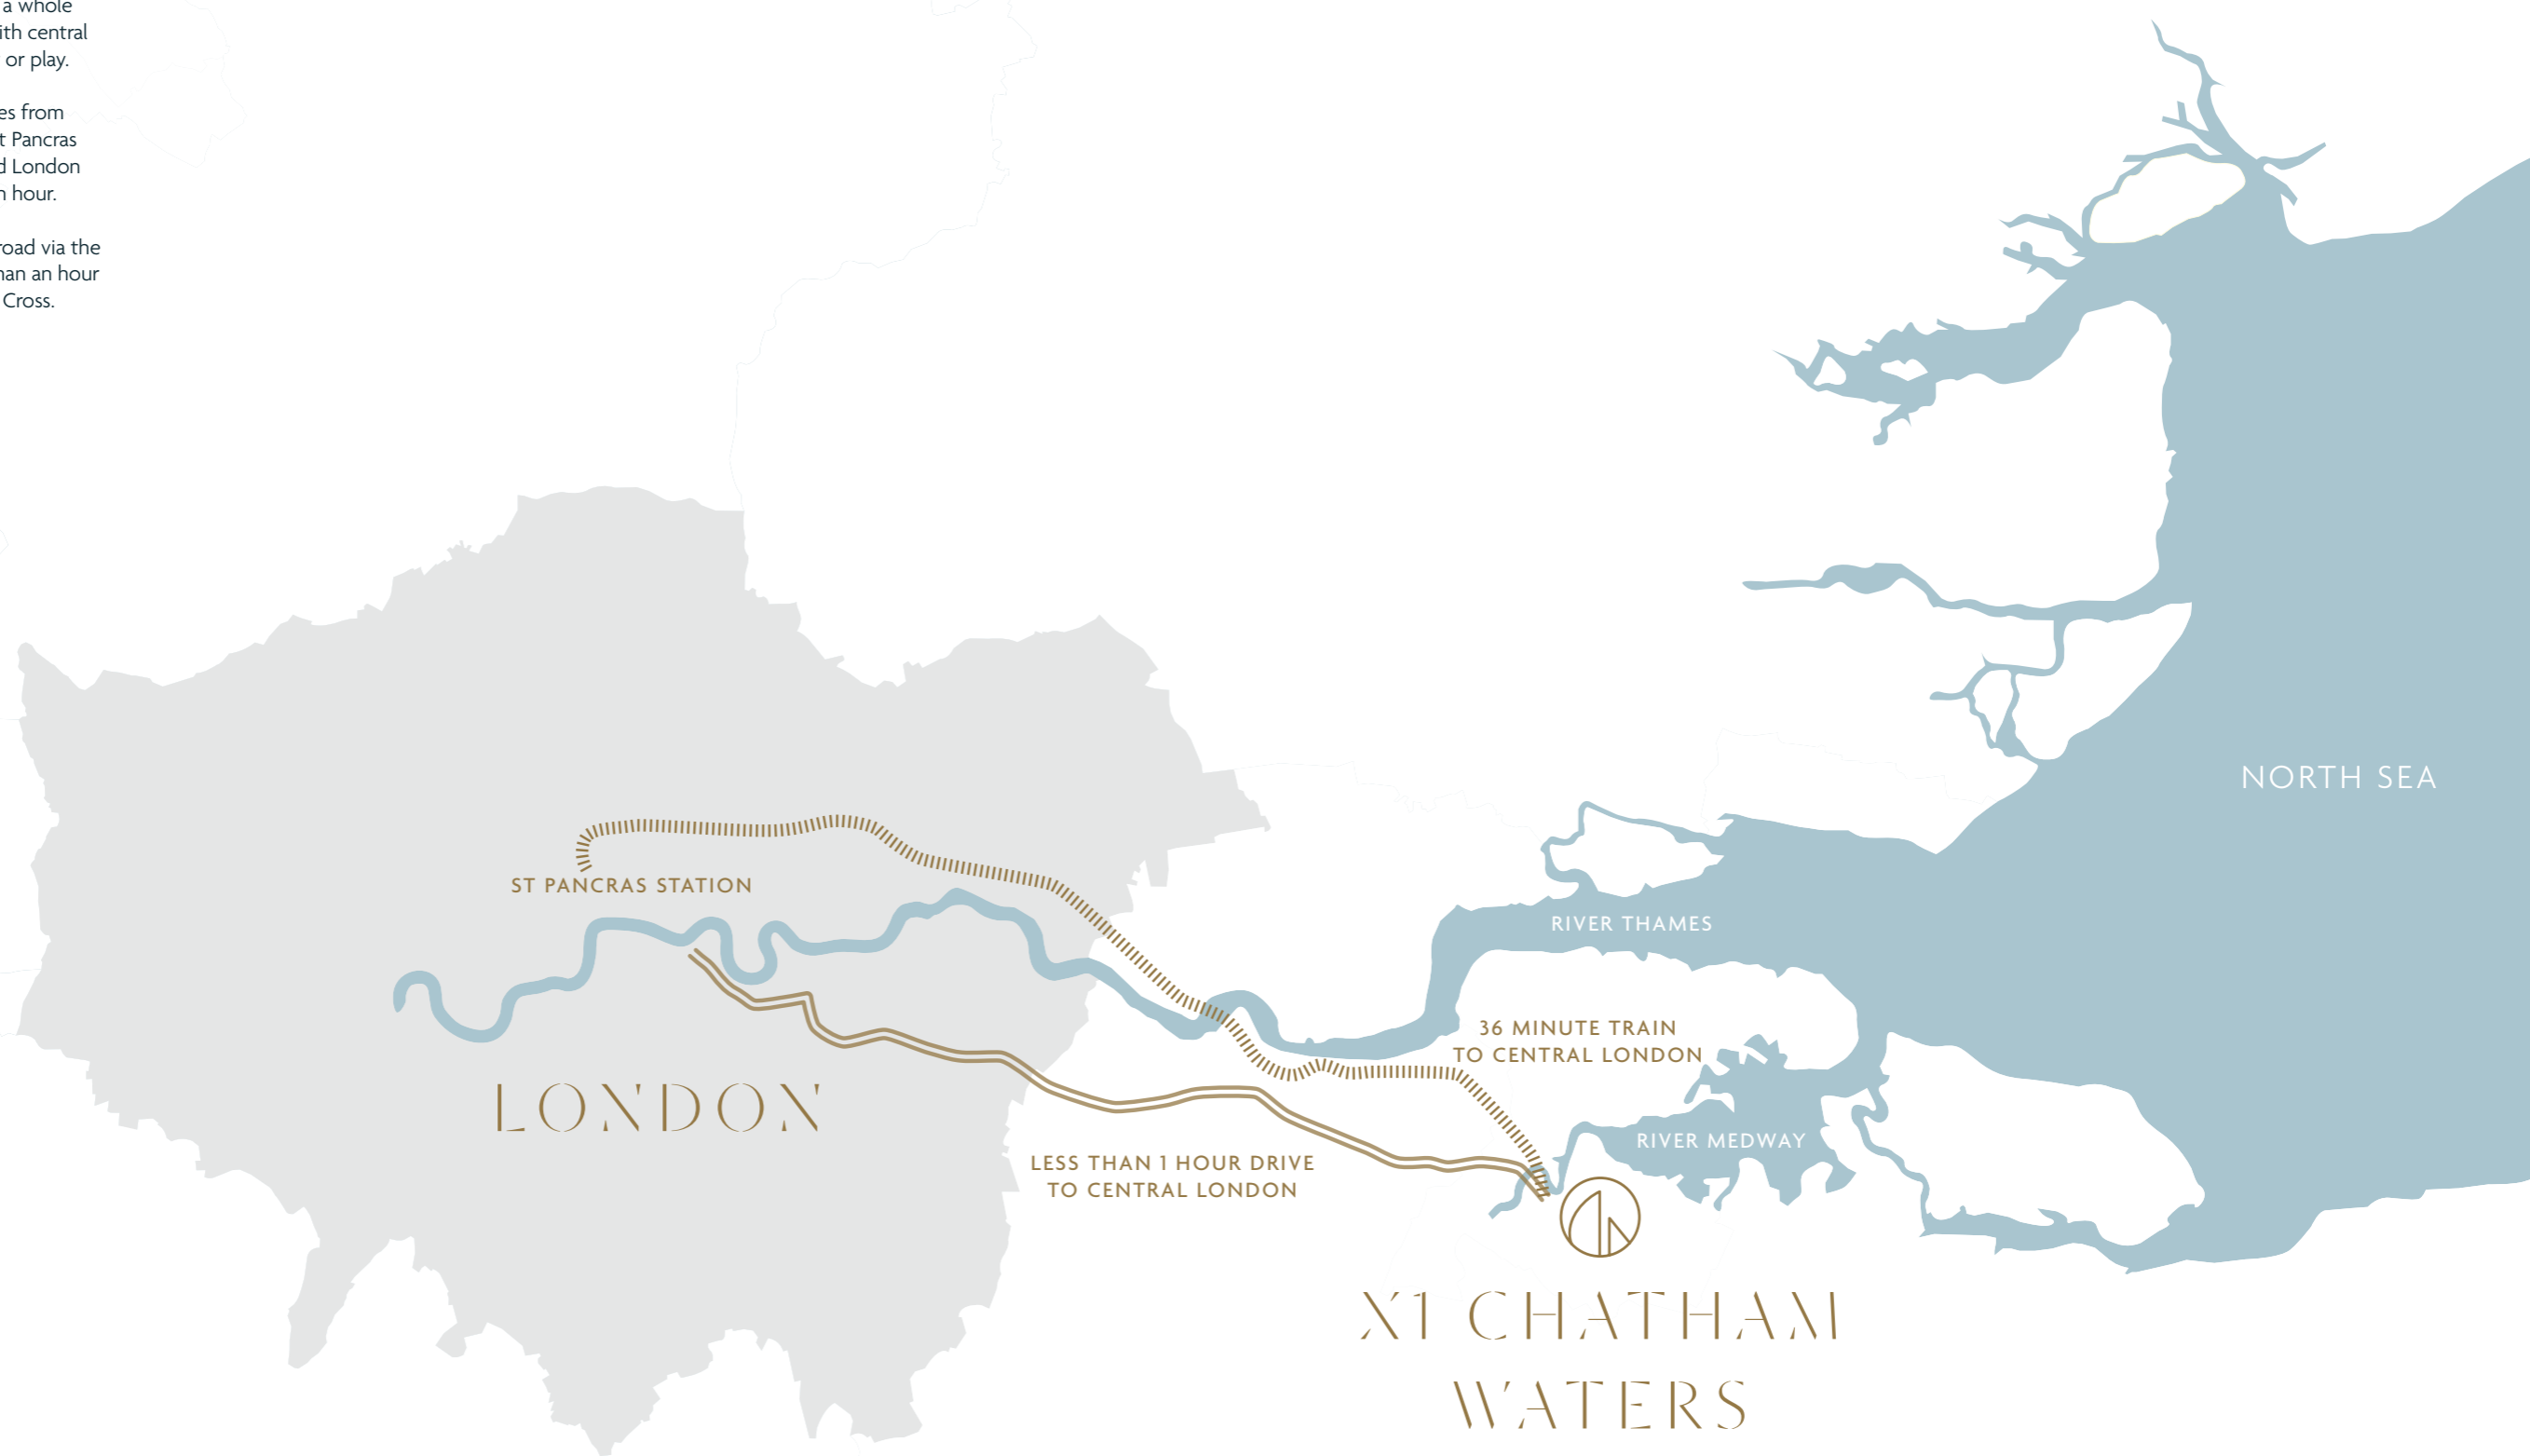 a whole
ith central
or play.
es from
t Pancras
d London
n hour.
road via the
han an hour
Cross.
NORTH SEA
ST PANCRAS STATION
RIVER THAMES
36 MINUTE TRAIN
TO CENTRAL LONDON
LONDON
RIVER MEDWAY
LESS THAN 1 HOUR DRIVE
TO CENTRAL LONDON
X1 CHATHAM
WATERS